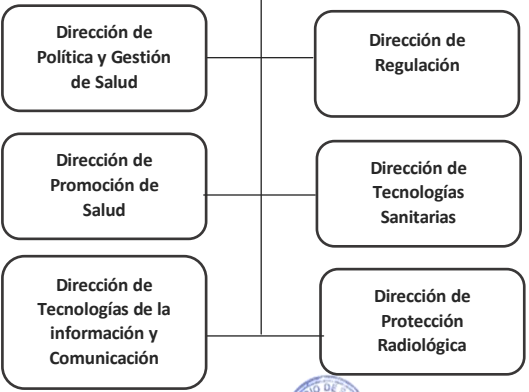 Dirección de
Política y Gestión
de Salud
Dirección de
Regulación
Dirección de
Promoción de
Salud
Dirección de
Tecnologías
Sanitarias
Dirección de
Tecnologías de la
información y
Comunicación
Dirección de
Protección
Radiológica